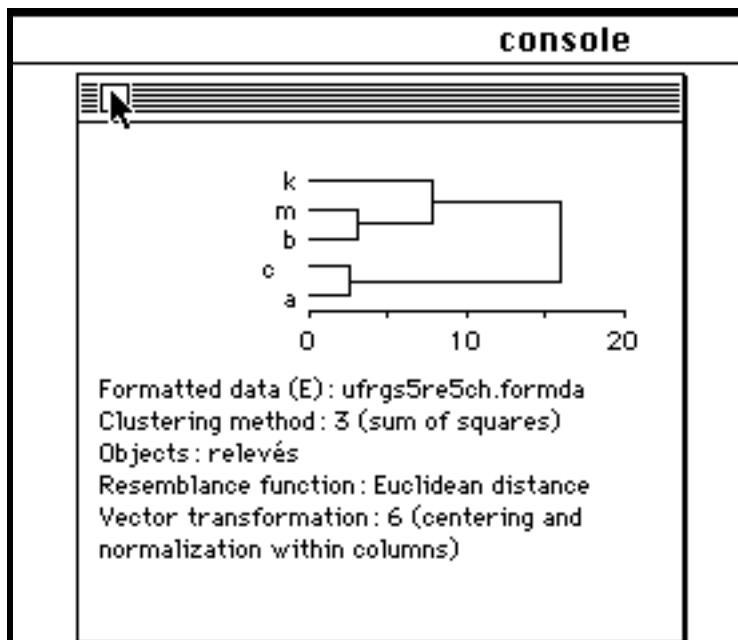 console
k
m
b
c
a
0 10 20
Formatted data (E): ufrgs5re5ch.formda
Clustering method: 3 (sum of squares)
Objects: relevés
Resemblance function: Euclidean distance
Vector transformation: 6 (centering and
normalization within columns)